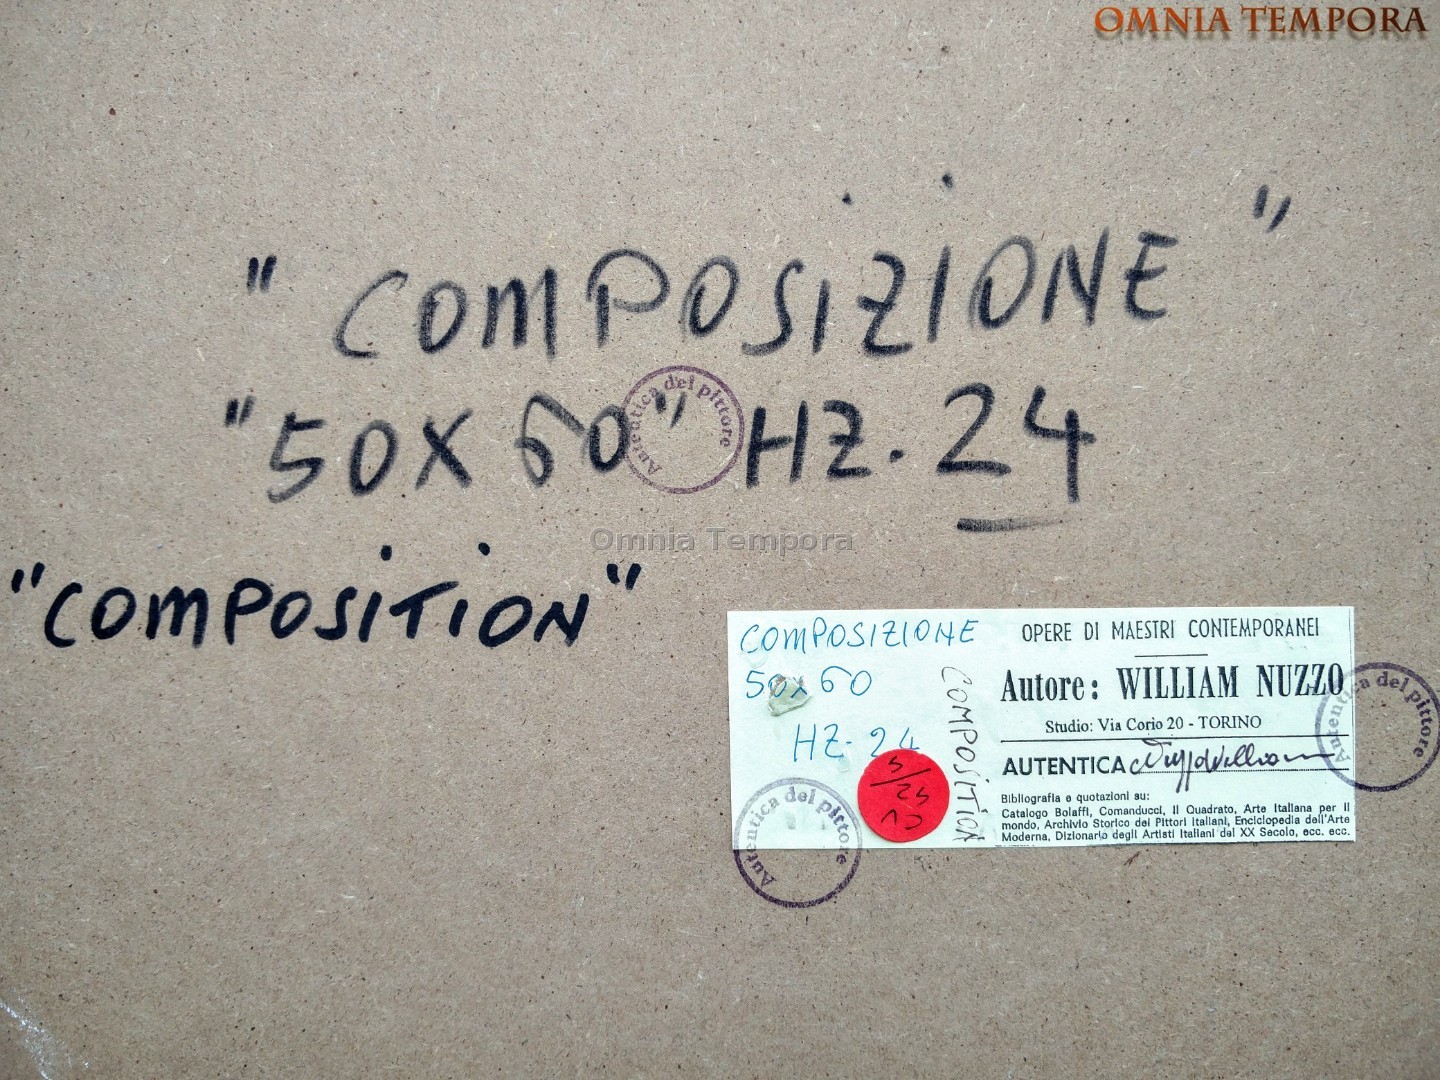 OMNIA TEMPORA
"COMPOSIZIONE"
"50X60" HZ. 24
Autentica del pittore
Omnia Tempora
"COMPOSITION"
COMPOSIZIONE
50x60
HZ. 24
COMPOSITION
OPERE DI MAESTRI CONTEMPORANEI
Autore: WILLIAM NUZZO
Studio: Via Corio 20 - TORINO
AUTENTICA Nuzzo William
Bibliografia e quotazioni su:
Catalogo Bolaffi, Comanducci, Il Quadrato, Arte Italiana per il
mondo, Archivio Storico dei Pittori Italiani, Enciclopedia dell'Arte
Moderna, Dizionario degli Artisti Italiani del XX Secolo, ecc. ecc.
Autentica del pittore
Autentica del pittore